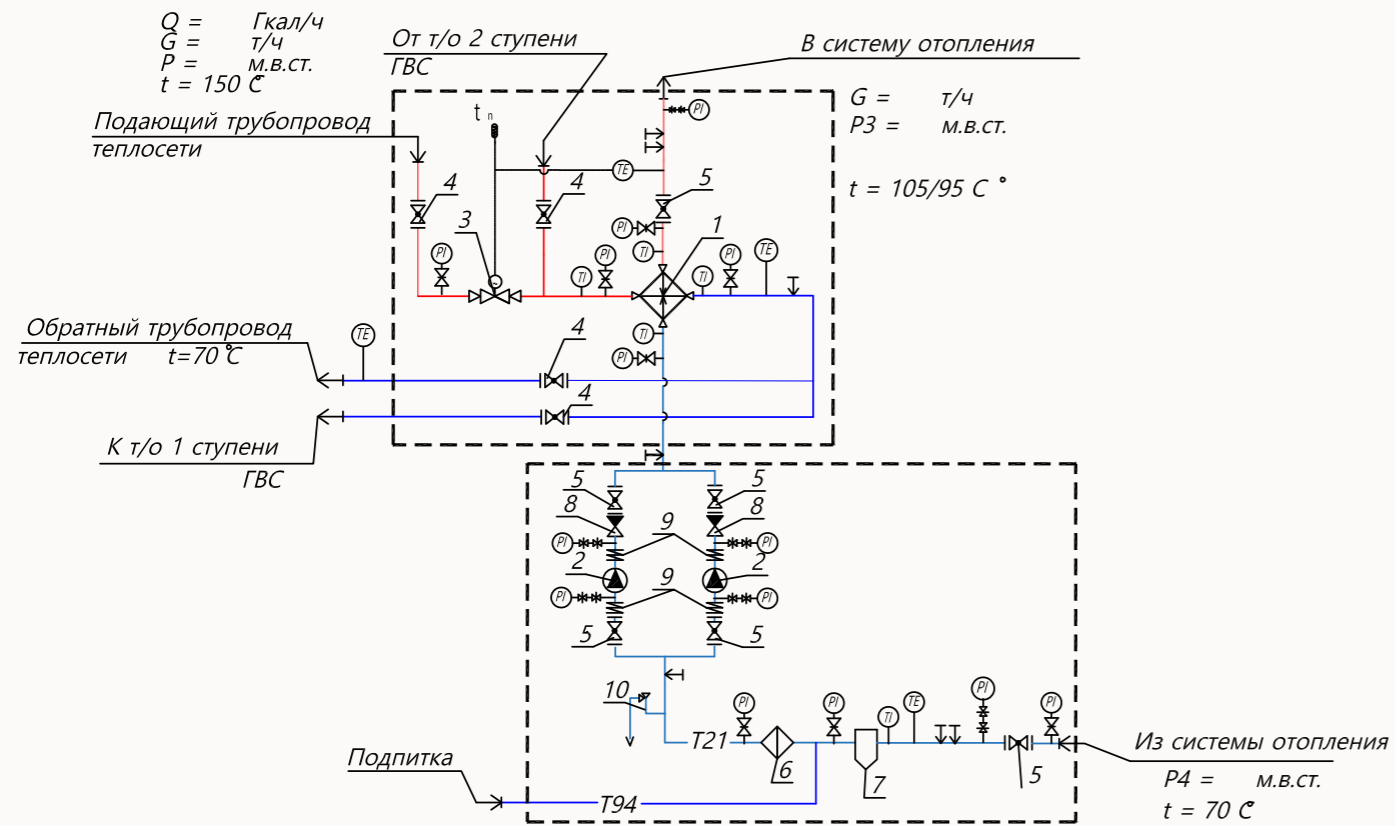 Q = Гкал/ч
G = т/ч
P = м.в.ст.
t = 150 C°
От т/о 2 ступени
ГВС
В систему отопления
G = т/ч
P3 = м.в.ст.
t = 105/95 C °
Подающий трубопровод
теплосети
t п
PI
TE
4
4
5
3
1
PI
PI
TI
PI
TI
PI
TI
TE
Обратный трубопровод
теплосети t=70 °C
TE
TI
PI
4
4
К т/о 1 ступени
ГВС
5
5
8
8
9
PI
PI
2
2
9
PI
PI
5
5
10
PI
PI
TI
TE
PI
PI
T21
6
7
5
Из системы отопления
P4 = м.в.ст.
t = 70 C°
Подпитка
T94